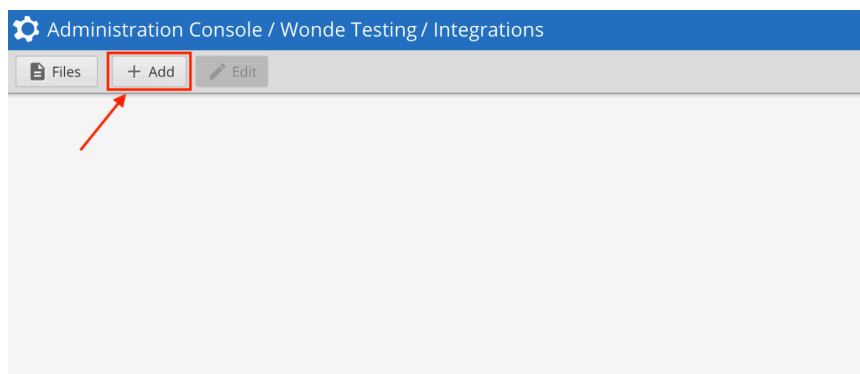 Administration Console / Wonde Testing / Integrations
Files + Add Edit